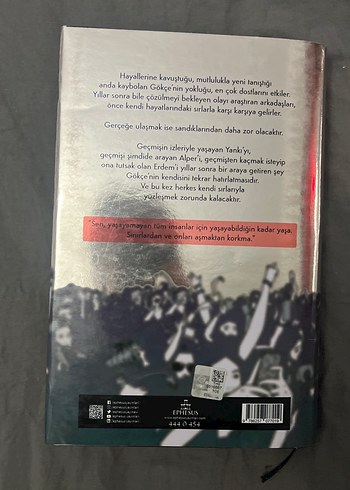 Hayallerine kavuştuğu, mutlulukla yeni tanıştığı
anda kaybolan Gökçe'nin yokluğu, en çok dostlarını etkiler.
Yıllar sonra bile çözülmeyi bekleyen olayı araştıran arkadaşları,
önce kendi hayatlarındaki sırlarla karşı karşıya gelirler.
Gerçeğe ulaşmak ise sandıklarından daha zor olacaktır.
Geçmişin izleriyle yaşayan Yankı'yı,
geçmişi şimdide arayan Alper'i, geçmişten kaçmak isteyip
ona tutsak olan Erdem'i yıllar sonra bir araya getiren şey
Gökçe'nin kendisini tekrar hatırlatmasıdır.
Ve bu kez herkes kendi sırlarıyla
yüzleşmek zorunda kalacaktır.
"Sen, yaşayamayan tüm insanlar için yaşayabildiğin kadar yaşa.
Sınırlardan ve onları aşmaktan korkma."
EPHESUS
444 0 454